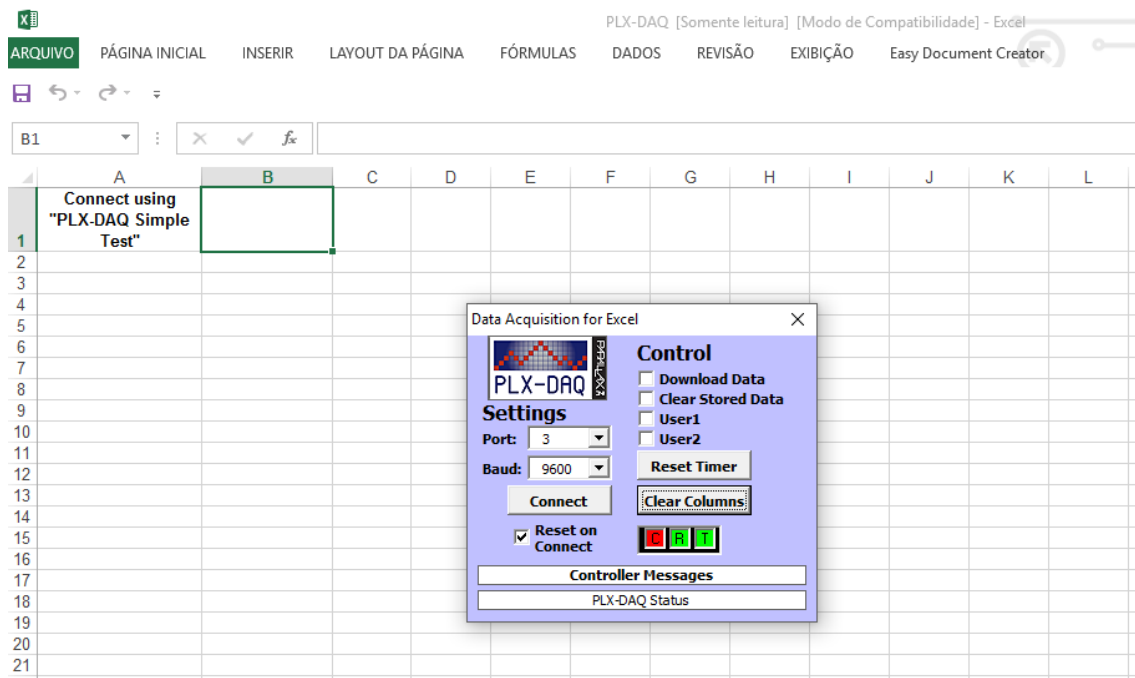 PLX-DAQ [Somente leitura] [Modo de Compatibilidade] - Excel
ARQUIVO PÁGINA INICIAL INSERIR LAYOUT DA PÁGINA FÓRMULAS DADOS REVISÃO EXIBIÇÃO Easy Document Creator
B1 fx
A B C D E F G H I J K L
Connect using
"PLX-DAQ Simple
Test"
1
2
3
4
5
6
7
8
9
10
11
12
13
14
15
16
17
18
19
20
21
Data Acquisition for Excel
PLX-DAQ
PARALLAX
Settings
Port: 3
Baud: 9600
Connect
Reset on
Connect
Control
Download Data
Clear Stored Data
User1
User2
Reset Timer
Clear Columns
C R T
Controller Messages
PLX-DAQ Status